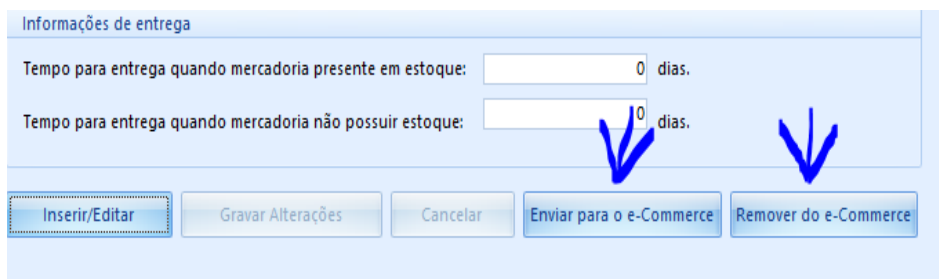 Informações de entrega
Tempo para entrega quando mercadoria presente em estoque: 0 dias.
Tempo para entrega quando mercadoria não possuir estoque: 0 dias.
Inserir/Editar Gravar Alterações Cancelar Enviar para o e-Commerce Remover do e-Commerce